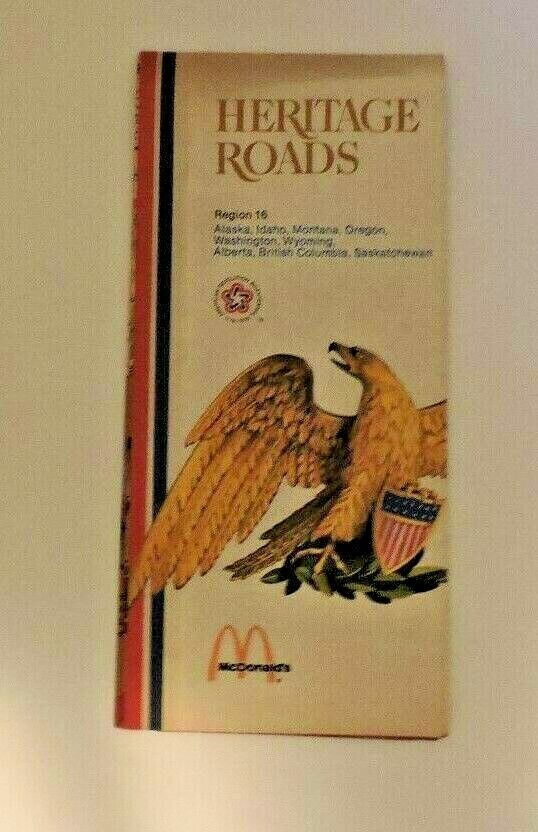 HERITAGE
ROADS
Region 16
Alaska, Idaho, Montana, Oregon,
Washington, Wyoming,
Alberta, British Columbia, Saskatchewan
McDonald's